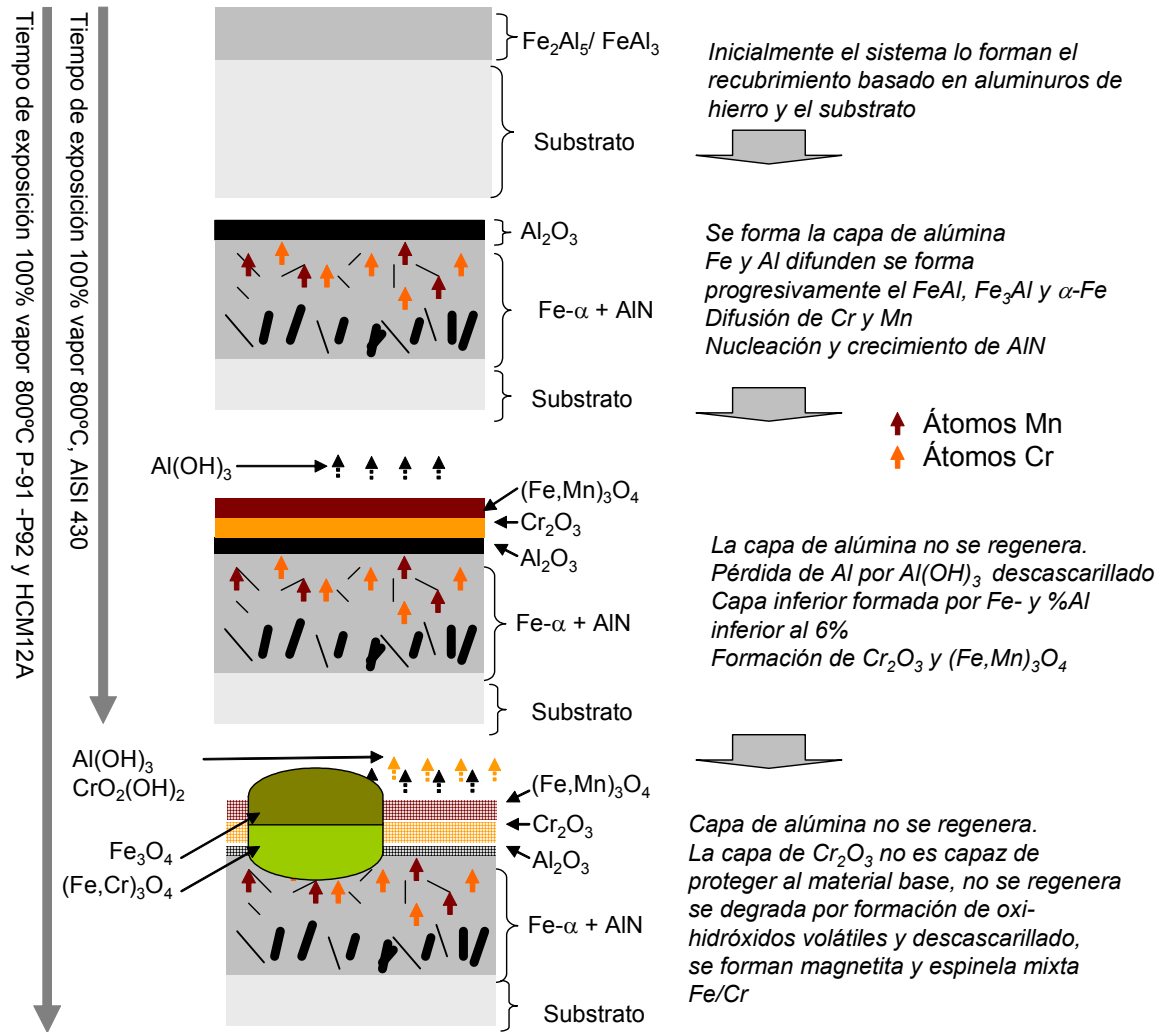 Tiempo de exposición 100% vapor 800ºC P-91 -P92 y HCM12A
Tiempo de exposición 100% vapor 800ºC, AISI 430
Fe2Al5/ FeAl3
Substrato
Inicialmente el sistema lo forman el
recubrimiento basado en aluminuros de
hierro y el substrato
Al2O3
Fe-α + AlN
Substrato
Se forma la capa de alúmina
Fe y Al difunden se forma
progresivamente el FeAl, Fe3Al y α-Fe
Difusión de Cr y Mn
Nucleación y crecimiento de AlN
Átomos Mn
Átomos Cr
Al(OH)3
(Fe,Mn)3O4
Cr2O3
Al2O3
Fe-α + AlN
Substrato
La capa de alúmina no se regenera.
Pérdida de Al por Al(OH)3 descascarillado
Capa inferior formada por Fe- y %Al
inferior al 6%
Formación de Cr2O3 y (Fe,Mn)3O4
Al(OH)3
CrO2(OH)2
(Fe,Mn)3O4
Cr2O3
Al2O3
Fe3O4
(Fe,Cr)3O4
Fe-α + AlN
Substrato
Capa de alúmina no se regenera.
La capa de Cr2O3 no es capaz de
proteger al material base, no se regenera
se degrada por formación de oxi-
hidróxidos volátiles y descascarillado,
se forman magnetita y espinela mixta
Fe/Cr